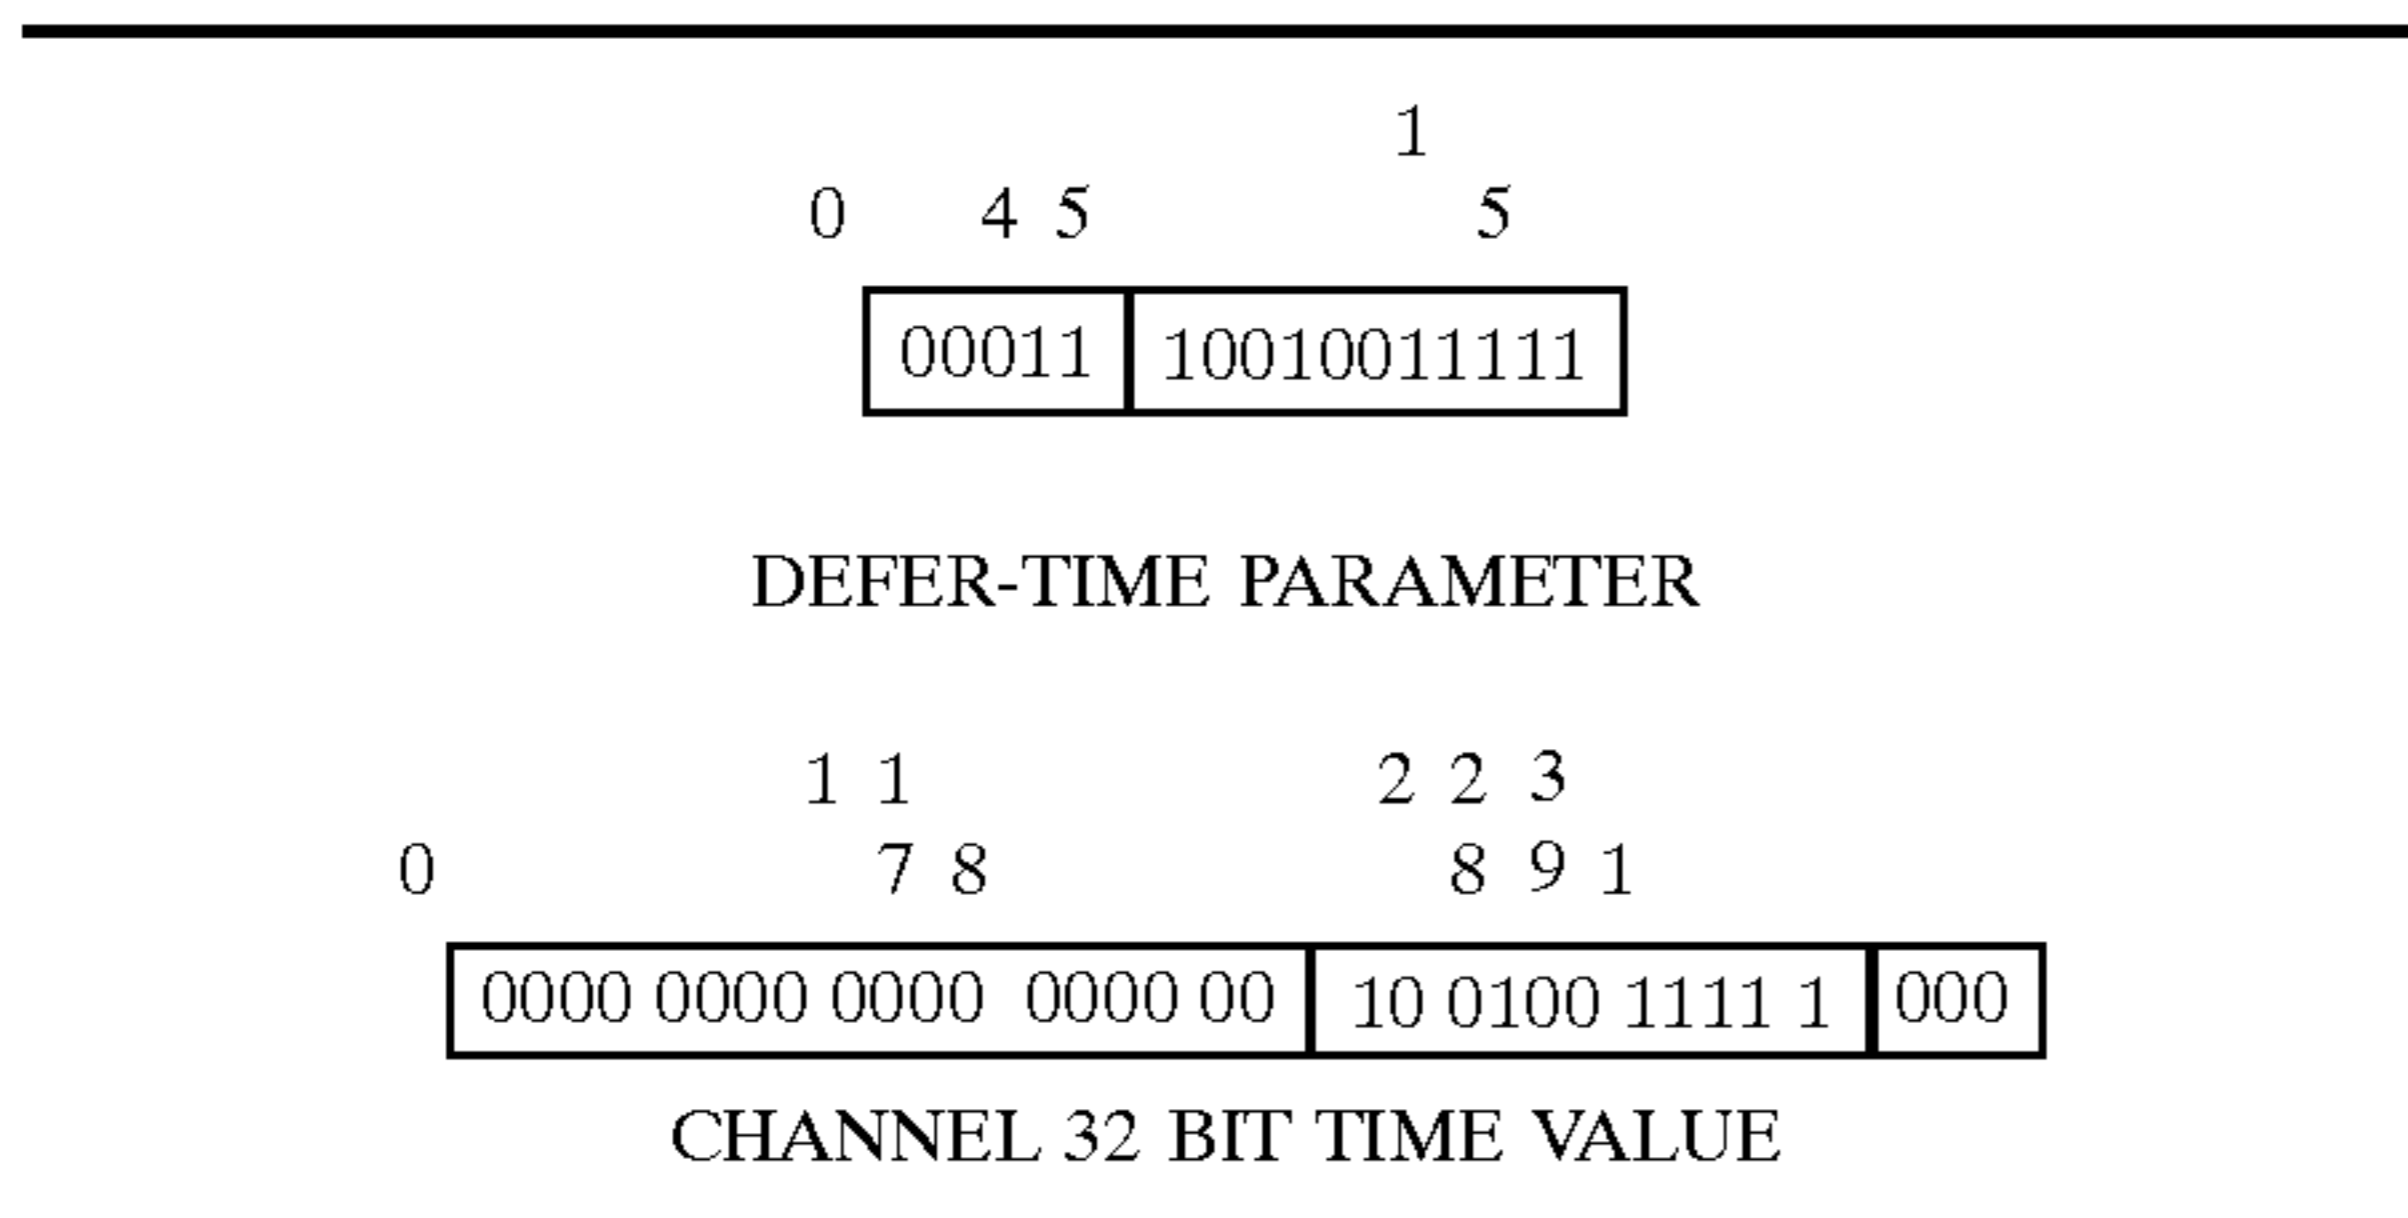 1
0 4 5 5
00011 10010011111
DEFER-TIME PARAMETER
1 1 2 2 3
0 7 8 8 9 1
0000 0000 0000 0000 00 10 0100 1111 1 000
CHANNEL 32 BIT TIME VALUE